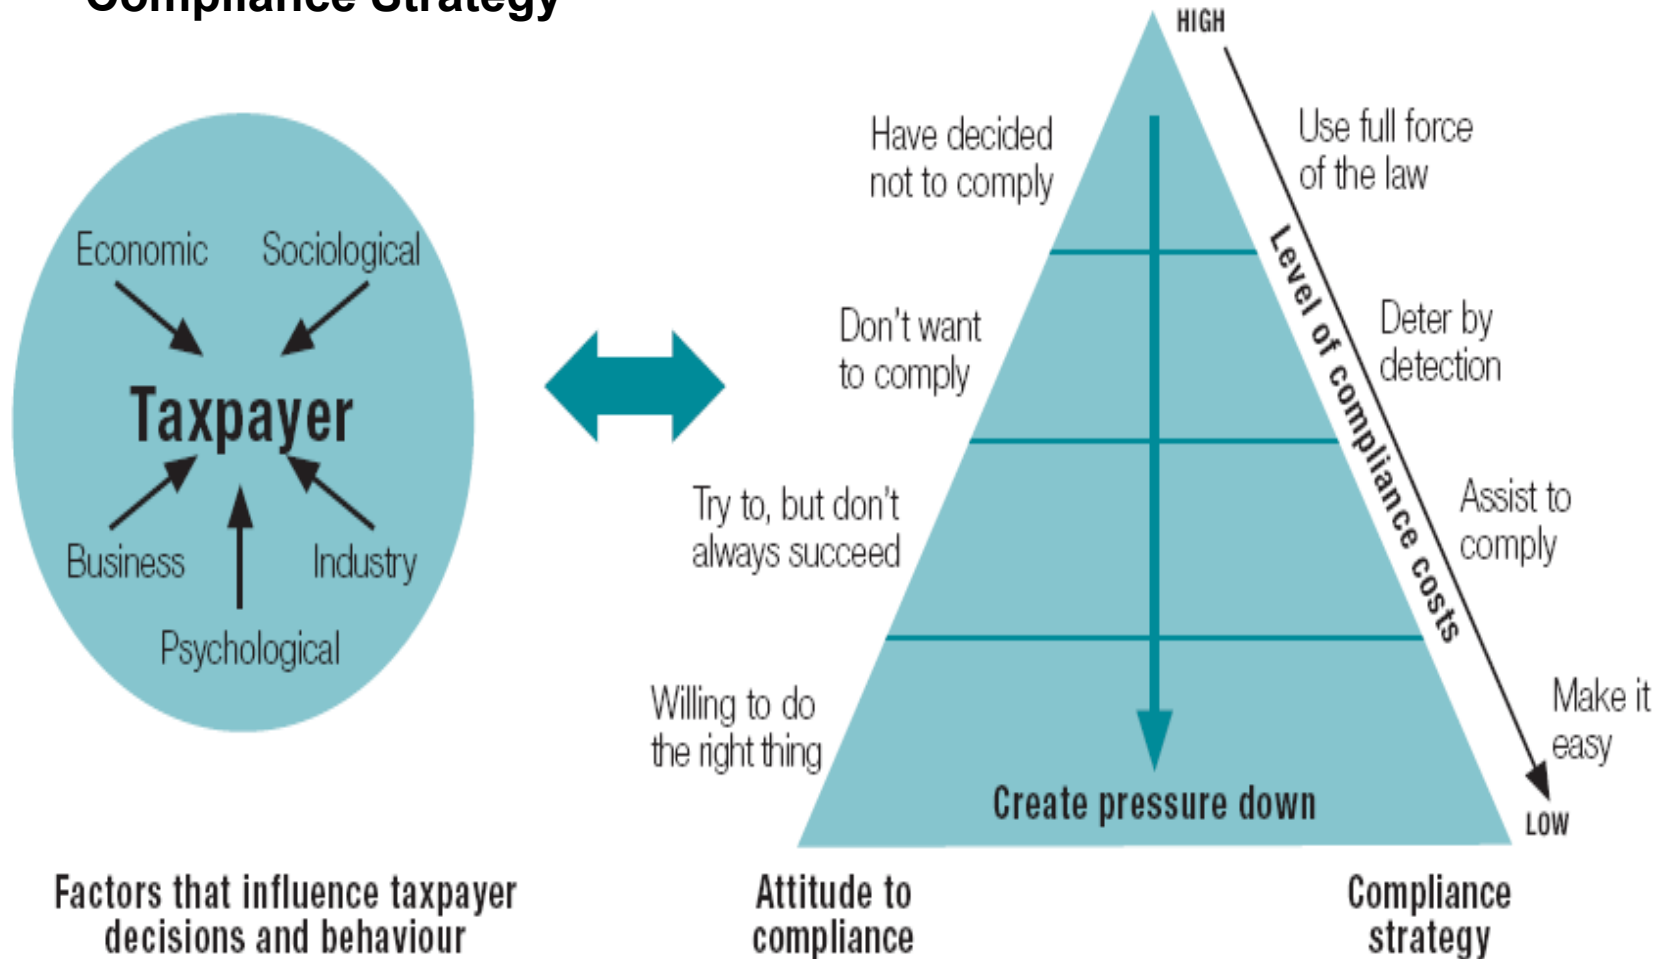 Compliance Strategy
Economic
Sociological
Taxpayer
Business
Industry
Psychological
Factors that influence taxpayer
decisions and behaviour
HIGH
Have decided
not to comply
Don't want
to comply
Try to, but don't
always succeed
Willing to do
the right thing
Create pressure down
Attitude to
compliance
Level of compliance costs
Use full force
of the law
Deter by
detection
Assist to
comply
Make it
easy
LOW
Compliance
strategy